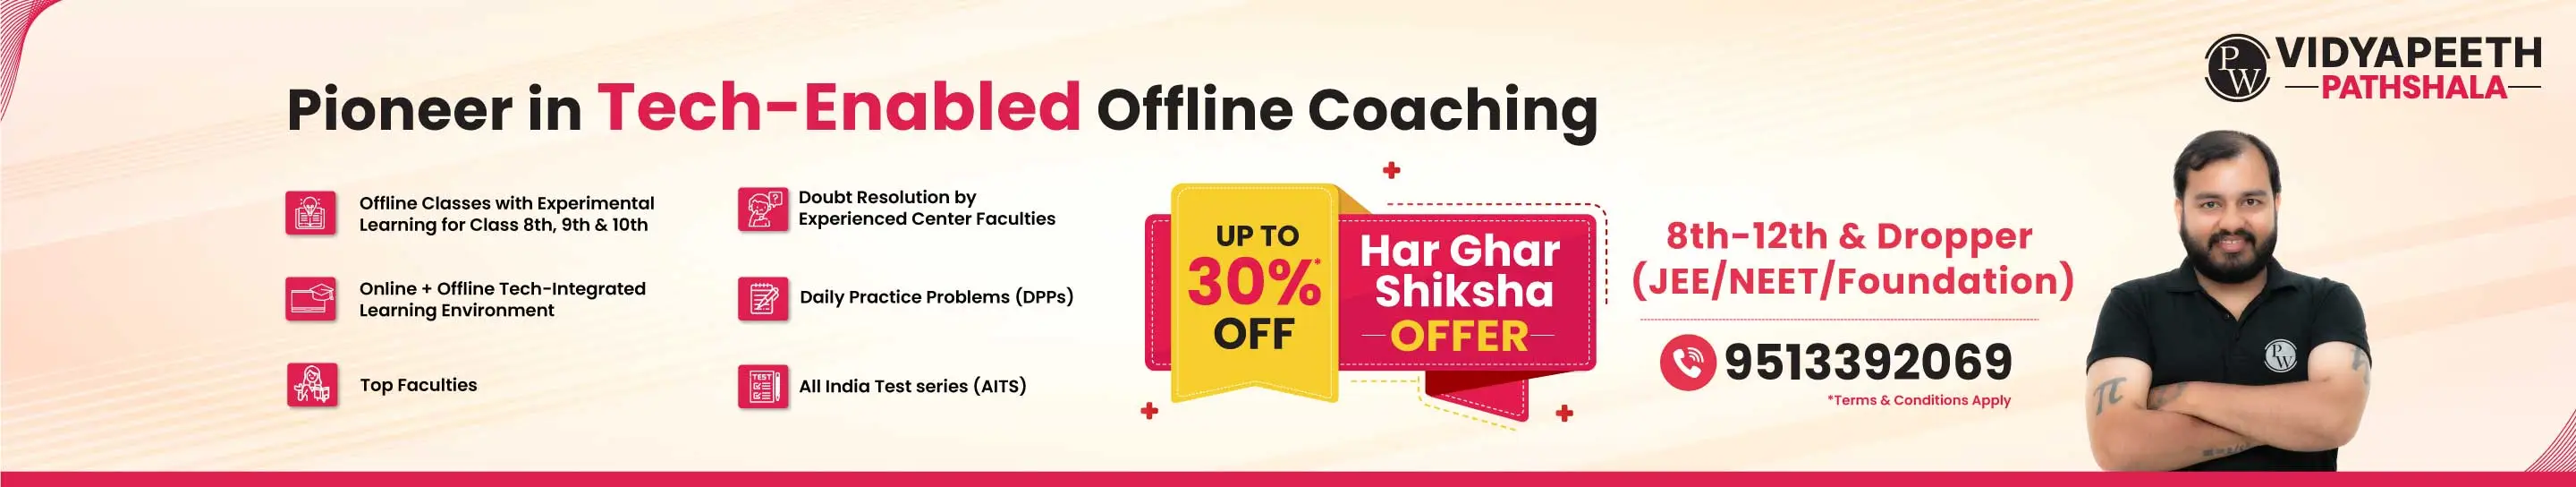 PW VIDYAPEETH
PATHSHALA
Pioneer in Tech-Enabled Offline Coaching
Offline Classes with Experimental
Learning for Class 8th, 9th & 10th
Online + Offline Tech-Integrated
Learning Environment
Top Faculties
Doubt Resolution by
Experienced Center Faculties
Daily Practice Problems (DPPs)
TEST
All India Test series (AITS)
UP TO
30%*
OFF
Har Ghar
Shiksha
OFFER
8th-12th & Dropper
(JEE/NEET/Foundation)
9513392069
*Terms & Conditions Apply
PW
π